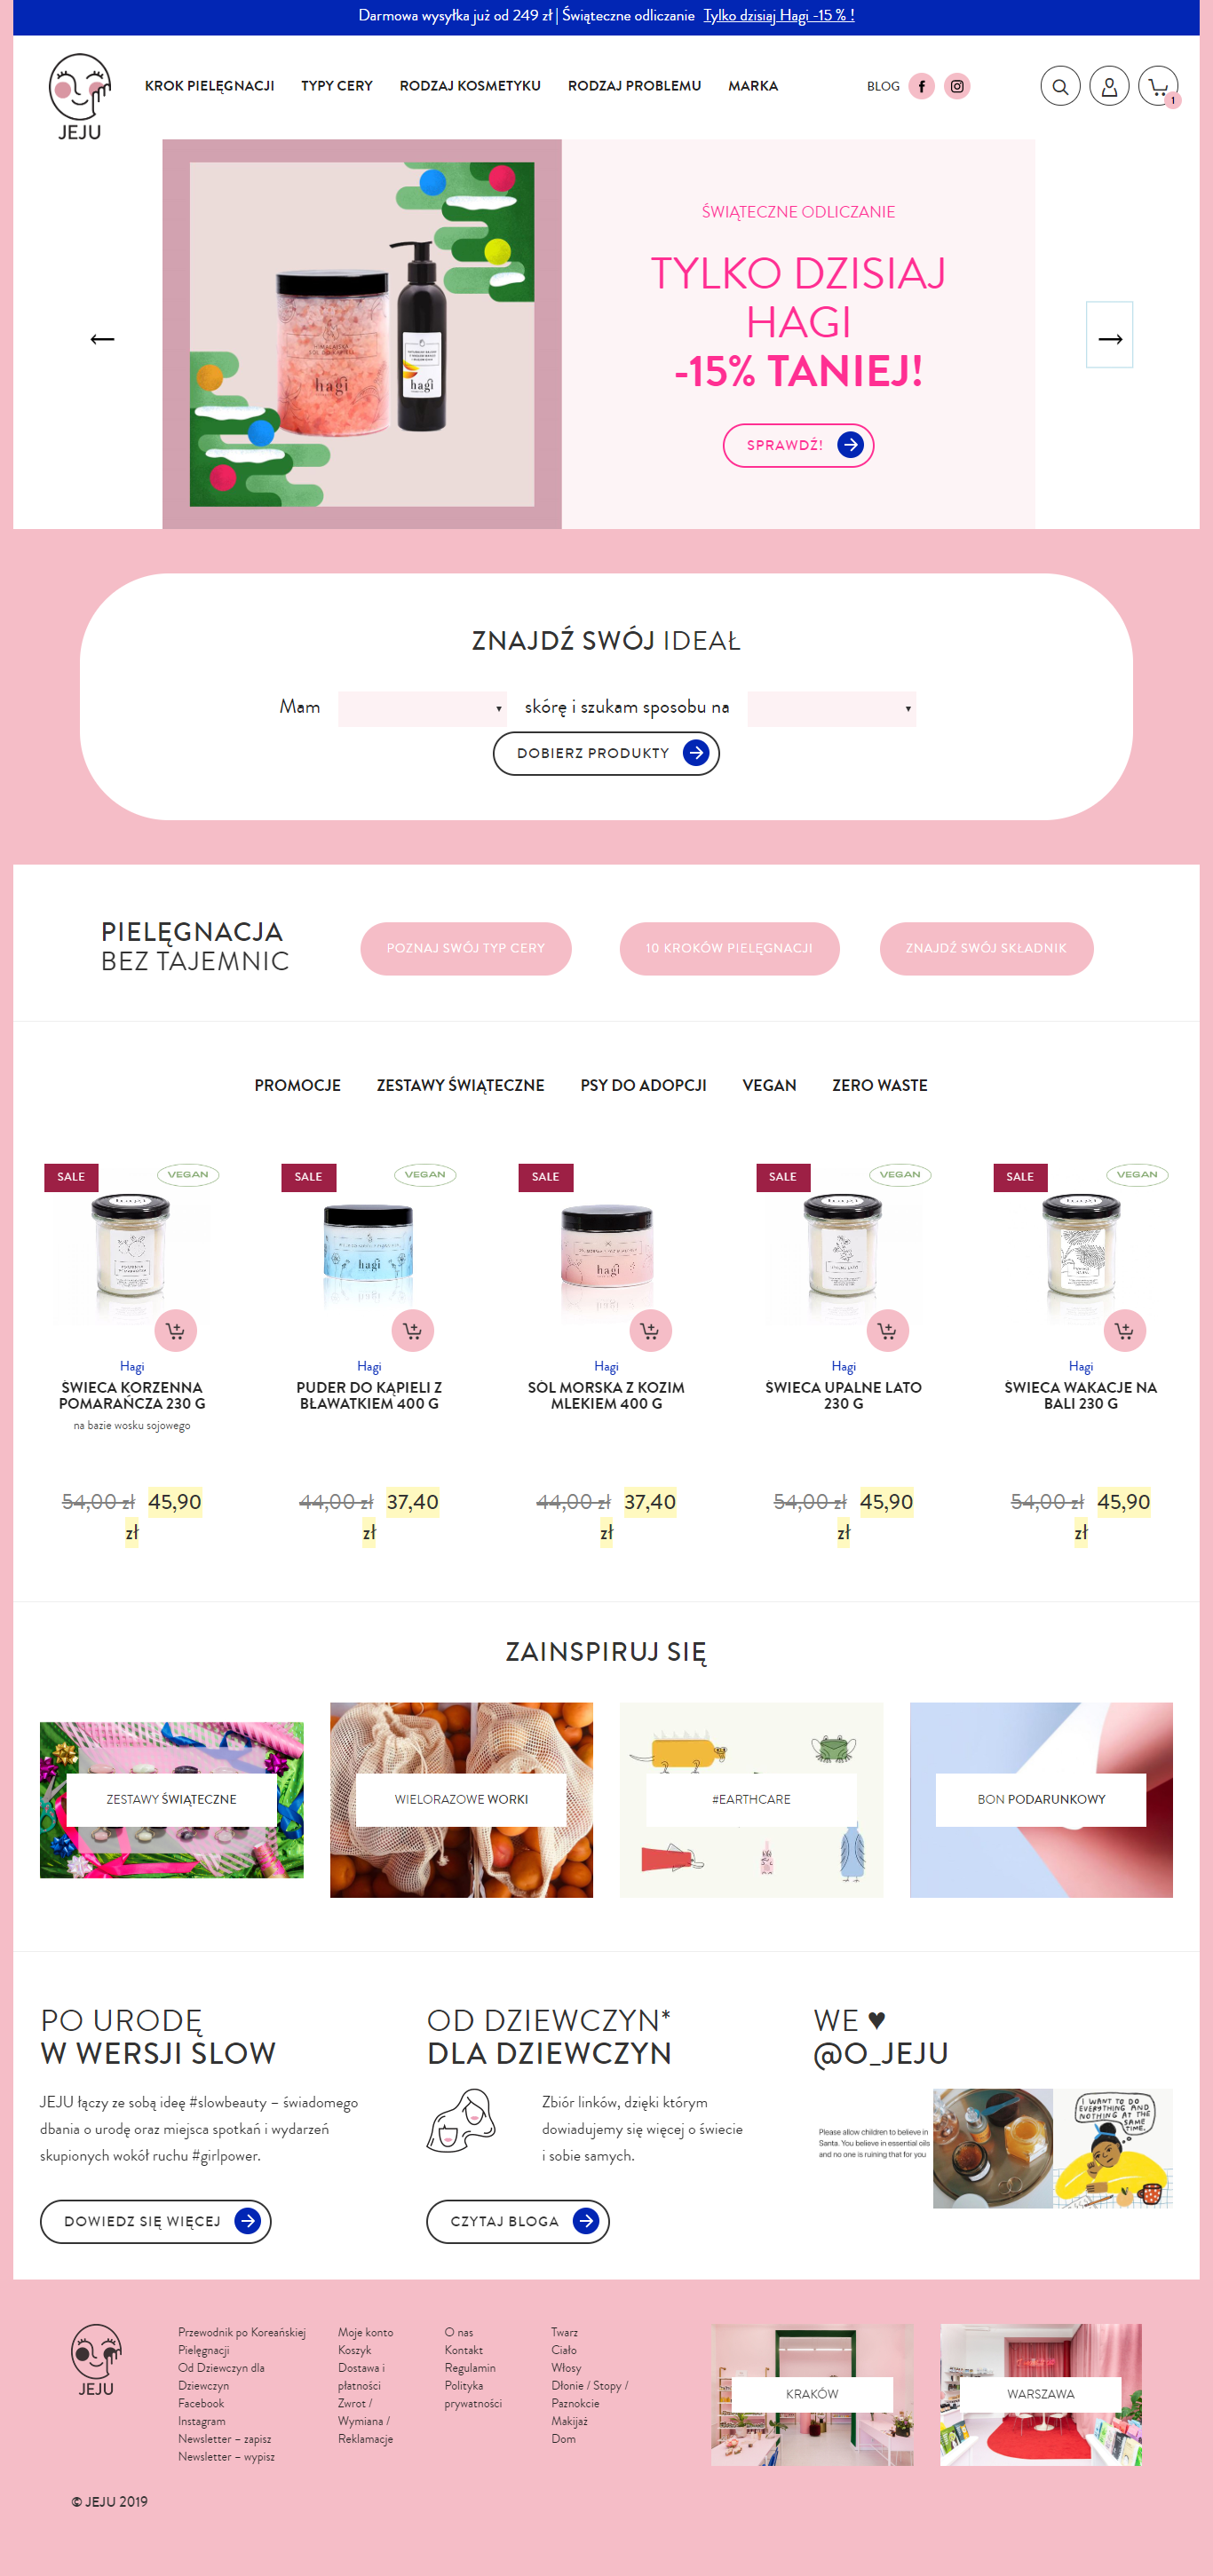 Darmowa wysyłka już od 249 zł | Świąteczne odliczanie Tylko dzisiaj Hagi -15 % !
JEJU
KROK PIELĘGNACJI TYPY CERY RODZAJ KOSMETYKU RODZAJ PROBLEMU MARKA
BLOG
1
ŚWIĄTECZNE ODLICZANIE
TYLKO DZISIAJ
HAGI
-15% TANIEJ!
SPRAWDŹ!
hagi
hagi
ZNAJDŹ SWÓJ IDEAŁ
Mam skórę i szukam sposobu na
DOBIERZ PRODUKTY
PIELĘGNACJA
BEZ TAJEMNIC
POZNAJ SWÓJ TYP CERY
10 KROKÓW PIELĘGNACJI
ZNAJDŹ SWÓJ SKŁADNIK
PROMOCJE ZESTAWY ŚWIĄTECZNE PSY DO ADOPCJI VEGAN ZERO WASTE
SALE VEGAN
Hagi
ŚWIECA KORZENNA
POMARAŃCZA 230 G
na bazie wosku sojowego
54,00 zł 45,90
zł
SALE VEGAN
hagi
Hagi
PUDER DO KĄPIELI Z
BŁAWATKIEM 400 G
44,00 zł 37,40
zł
SALE
hagi
Hagi
SÓL MORSKA Z KOZIM
MLEKIEM 400 G
44,00 zł 37,40
zł
SALE VEGAN
Hagi
ŚWIECA UPALNE LATO
230 G
54,00 zł 45,90
zł
SALE VEGAN
Hagi
ŚWIECA WAKACJE NA
BALI 230 G
54,00 zł 45,90
zł
ZAINSPIRUJ SIĘ
ZESTAWY ŚWIĄTECZNE
WIELORAZOWE WORKI
#EARTHCARE
BON PODARUNKOWY
PO URODĘ
W WERSJI SLOW
JEJU łączy ze sobą ideę #slowbeauty – świadomego
dbania o urodę oraz miejsca spotkań i wydarzeń
skupionych wokół ruchu #girlpower.
DOWIEDZ SIĘ WIĘCEJ
OD DZIEWCZYN*
DLA DZIEWCZYN
Zbiór linków, dzięki którym
dowiadujemy się więcej o świecie
i sobie samych.
CZYTAJ BLOGA
WE ♥
@O_JEJU
Please allow children to believe in
Santa. You believe in essential oils
and no one is ruining that for you
I WANT TO DO
EVERYTHING AND
NOTHING AT THE
SAME
TIME.
JEJU
Przewodnik po Koreańskiej
Pielęgnacji
Od Dziewczyn dla
Dziewczyn
Facebook
Instagram
Newsletter – zapisz
Newsletter – wypisz
Moje konto
Koszyk
Dostawa i
płatności
Zwrot /
Wymiana /
Reklamacje
O nas
Kontakt
Regulamin
Polityka
prywatności
Twarz
Ciało
Włosy
Dłonie / Stopy /
Paznokcie
Makijaż
Dom
KRAKÓW
WARSZAWA
© JEJU 2019